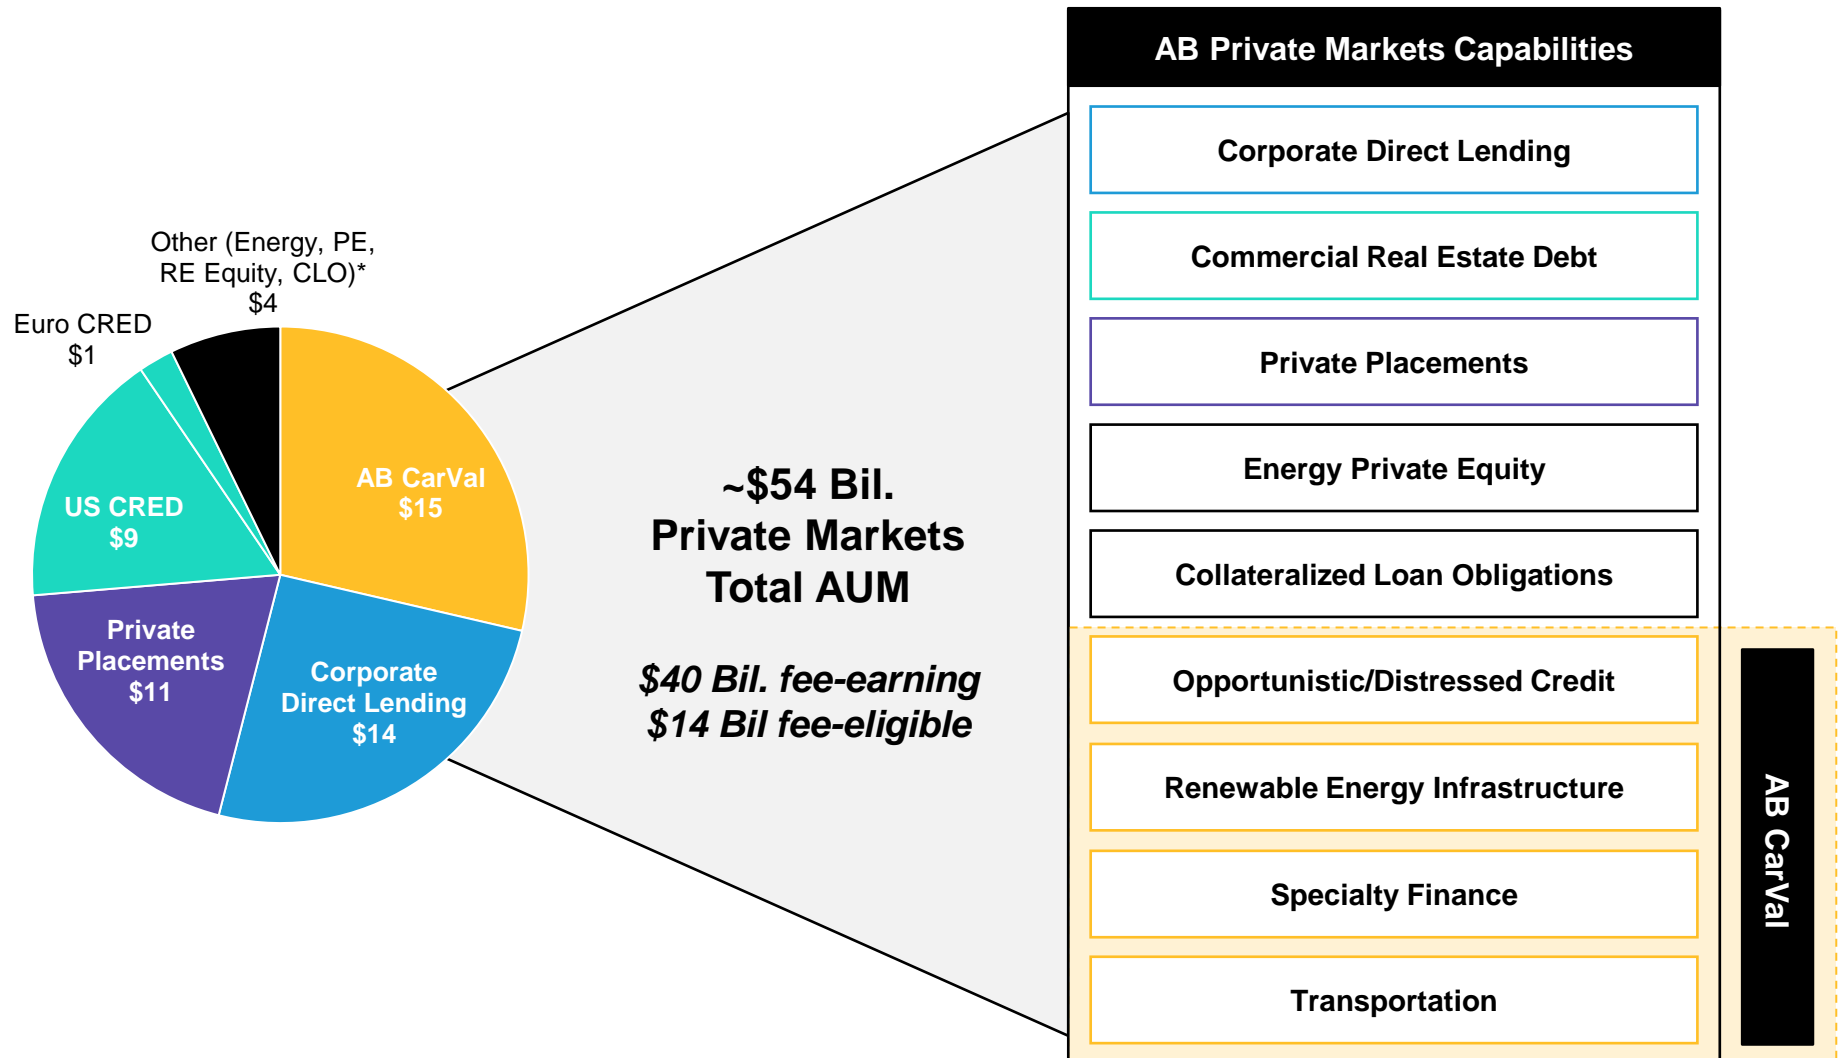 Other (Energy, PE,
RE Equity, CLO)*
$4
Euro CRED
$1
AB CarVal
$15
US CRED
$9
Private
Placements
$11
Corporate
Direct Lending
$14
~$54 Bil.
Private Markets
Total AUM
$40 Bil. fee-earning
$14 Bil fee-eligible
AB Private Markets Capabilities
Corporate Direct Lending
Commercial Real Estate Debt
Private Placements
Energy Private Equity
Collateralized Loan Obligations
Opportunistic/Distressed Credit
Renewable Energy Infrastructure
Specialty Finance
Transportation
AB CarVal